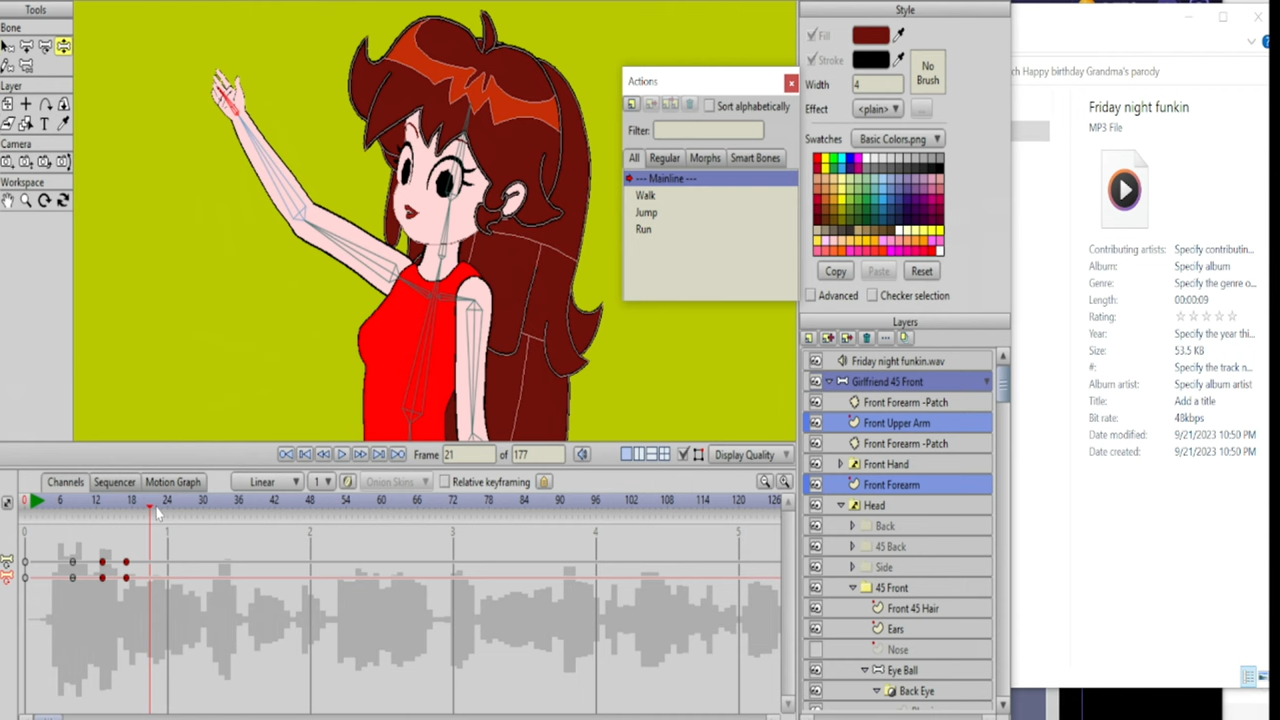 Tools
Bone
Layer
Camera
Workspace
Actions
Sort alphabetically
Filter:
All Regular Morphs Smart Bones
--- Mainline ---
Walk
Jump
Run
Style
Fill
Stroke
No Brush
Width 4
Effect <plain>
Swatches Basic Colors.png
Copy Paste Reset
Advanced Checker selection
Layers
Friday night funkin.wav
Girlfriend 45 Front
Front Forearm -Patch
Front Upper Arm
Front Forearm -Patch
Front Hand
Front Forearm
Head
Back
45 Back
Side
45 Front
Front 45 Hair
Ears
Nose
Eye Ball
Back Eye
Frame 21 of 177
Display Quality
Channels Sequencer Motion Graph Linear 1 Onion Skins Relative keyframing
0 6 12 18 24 30 36 42 48 54 60 66 72 78 84 90 96 102 108 114 120 126
0 1 2 3 4 5
ch Happy birthday Grandma's parody
Friday night funkin
MP3 File
Contributing artists: Specify contributin...
Album: Specify album
Genre: Specify the genre o...
Length: 00:00:09
Rating:
Year: Specify the year thi...
Size: 53.5 KB
#: Specify the track n...
Album artist: Specify album artist
Title: Add a title
Bit rate: 48kbps
Date modified: 9/21/2023 10:50 PM
Date created: 9/21/2023 10:50 PM